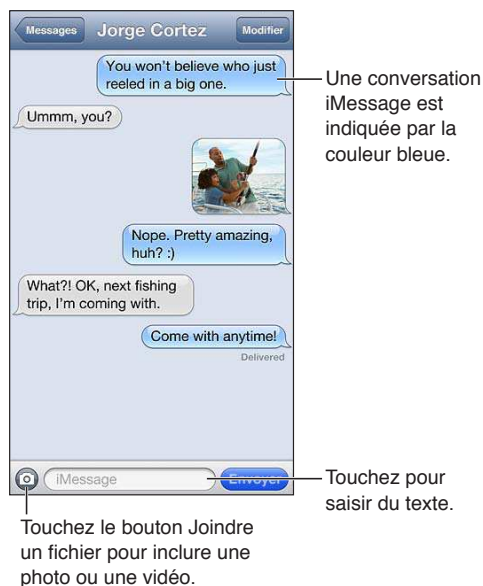 Messages Jorge Cortez Modifier
You won't believe who just
reeled in a big one.
Une conversation
iMessage est
indiquée par la
couleur bleue.
Ummm, you?
Nope. Pretty amazing,
huh? :)
What?! OK, next fishing
trip, I'm coming with.
Come with anytime!
Delivered
iMessage Envoyer
Touchez pour
saisir du texte.
Touchez le bouton Joindre
un fichier pour inclure une
photo ou une vidéo.